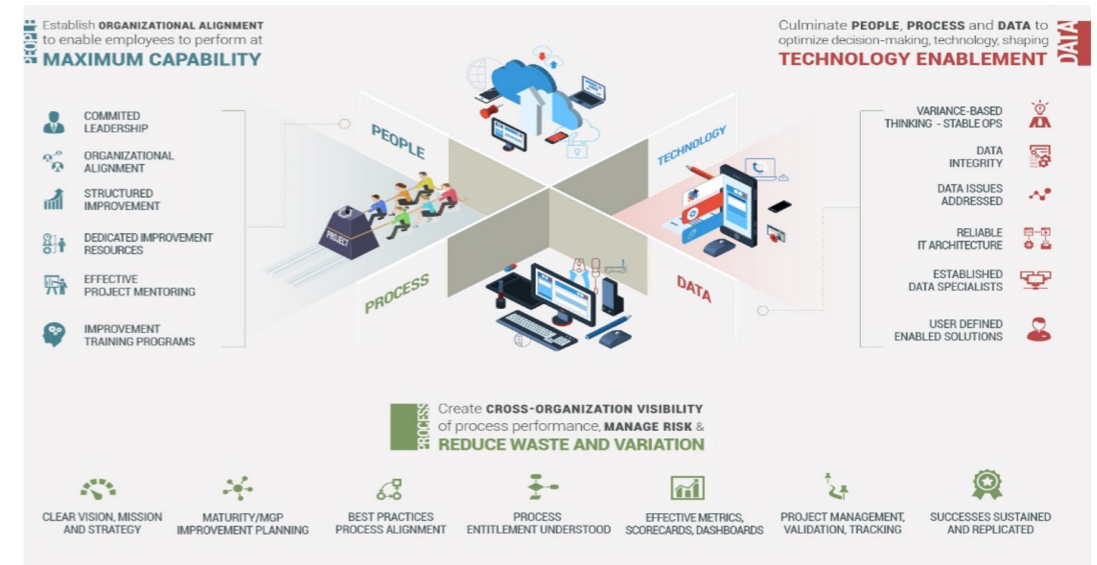 PEOPLE
Establish ORGANIZATIONAL ALIGNMENT
to enable employees to perform at
MAXIMUM CAPABILITY
Culminate PEOPLE, PROCESS and DATA to
optimize decision-making, technology, shaping
TECHNOLOGY ENABLEMENT
DATA
COMMITED
LEADERSHIP
ORGANIZATIONAL
ALIGNMENT
STRUCTURED
IMPROVEMENT
DEDICATED IMPROVEMENT
RESOURCES
EFFECTIVE
PROJECT MENTORING
IMPROVEMENT
TRAINING PROGRAMS
PEOPLE
TECHNOLOGY
PROJECT
PROCESS
DATA
VARIANCE-BASED
THINKING - STABLE OPS
DATA
INTEGRITY
DATA ISSUES
ADDRESSED
RELIABLE
IT ARCHITECTURE
ESTABLISHED
DATA SPECIALISTS
USER DEFINED
ENABLED SOLUTIONS
PROCESS
Create CROSS-ORGANIZATION VISIBILITY
of process performance, MANAGE RISK &
REDUCE WASTE AND VARIATION
CLEAR VISION, MISSION
AND STRATEGY
MATURITY/MGP
IMPROVEMENT PLANNING
BEST PRACTICES
PROCESS ALIGNMENT
PROCESS
ENTITLEMENT UNDERSTOOD
EFFECTIVE METRICS,
SCORECARDS, DASHBOARDS
PROJECT MANAGEMENT,
VALIDATION, TRACKING
SUCCESSES SUSTAINED
AND REPLICATED